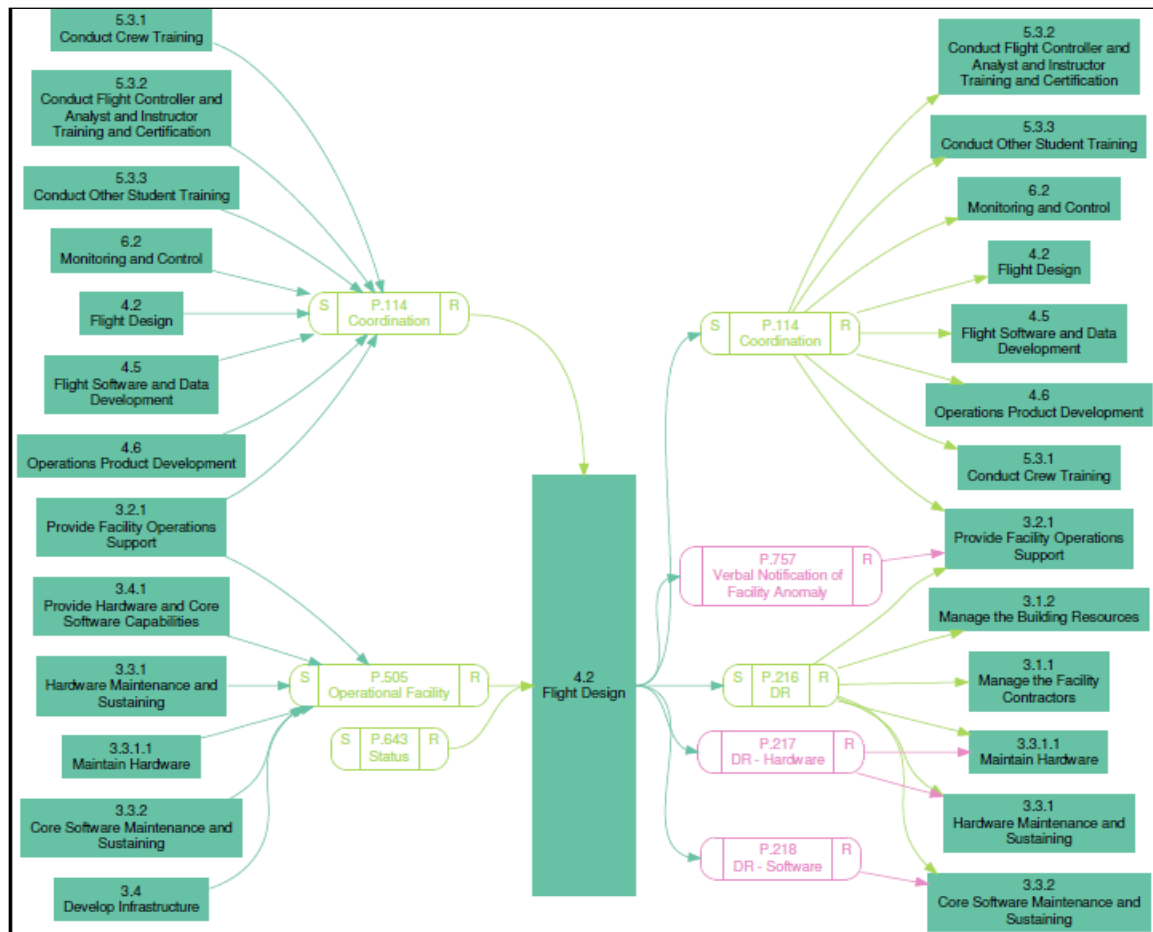 5.3.1
Conduct Crew Training
5.3.2
Conduct Flight Controller and
Analyst and Instructor
Training and Certification
5.3.3
Conduct Other Student Training
6.2
Monitoring and Control
4.2
Flight Design
4.5
Flight Software and Data
Development
4.6
Operations Product Development
3.2.1
Provide Facility Operations
Support
3.4.1
Provide Hardware and Core
Software Capabilities
3.3.1
Hardware Maintenance and
Sustaining
3.3.1.1
Maintain Hardware
3.3.2
Core Software Maintenance and
Sustaining
3.4
Develop Infrastructure
S P.114 R
Coordination
S P.505 R
Operational Facility
S P.643 R
Status
4.2
Flight Design
S P.114 R
Coordination
P.757 R
Verbal Notification of
Facility Anomaly
S P.216 R
DR
P.217 R
DR - Hardware
P.218 R
DR - Software
5.3.2
Conduct Flight Controller and
Analyst and Instructor
Training and Certification
5.3.3
Conduct Other Student Training
6.2
Monitoring and Control
4.2
Flight Design
4.5
Flight Software and Data
Development
4.6
Operations Product Development
5.3.1
Conduct Crew Training
3.2.1
Provide Facility Operations
Support
3.1.2
Manage the Building Resources
3.1.1
Manage the Facility
Contractors
3.3.1.1
Maintain Hardware
3.3.1
Hardware Maintenance and
Sustaining
3.3.2
Core Software Maintenance and
Sustaining